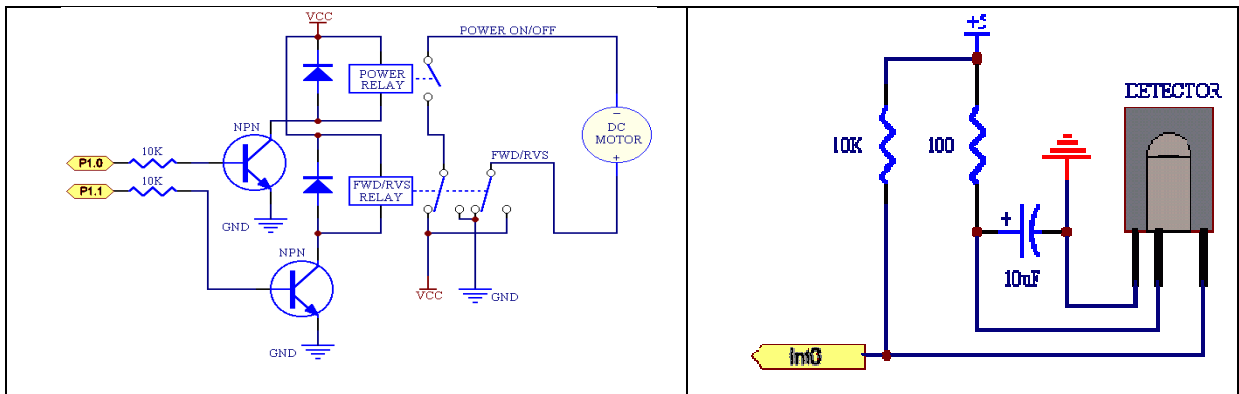 VCC
POWER ON/OFF
POWER
RELAY
NPN
DC
MOTOR
P1.0
10K
FWD/RVS
P1.1
10K
FWD/RVS
RELAY
GND
NPN
VCC
GND
GND
+5
DETECTOR
10K
100
+
10uF
Int0